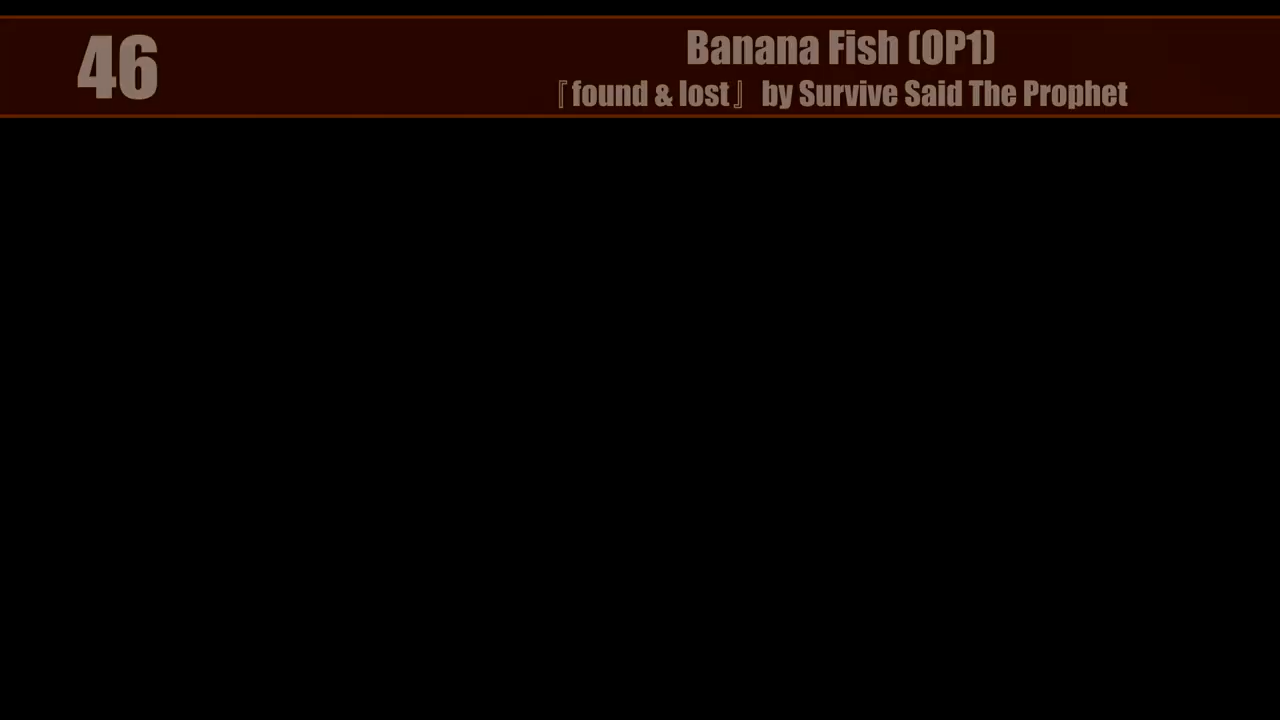 46
Banana Fish (OP1)
『found & lost』 by Survive Said The Prophet